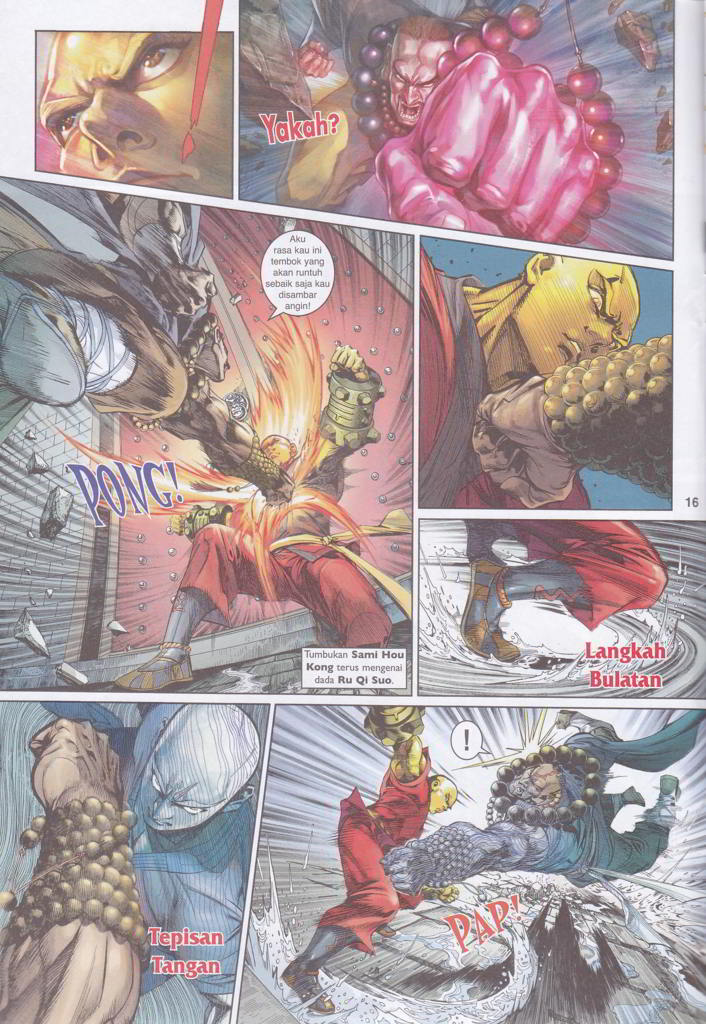 Yakah?
Aku
rasa kau ini
tembok yang
akan runtuh
sebaik saja kau
disambar
angin!
PONG!
Tumbukan Sami Hou
Kong terus mengenai
dada Ru Qi Suo.
16
Langkah
Bulatan
Tepisan
Tangan
!
PAP!